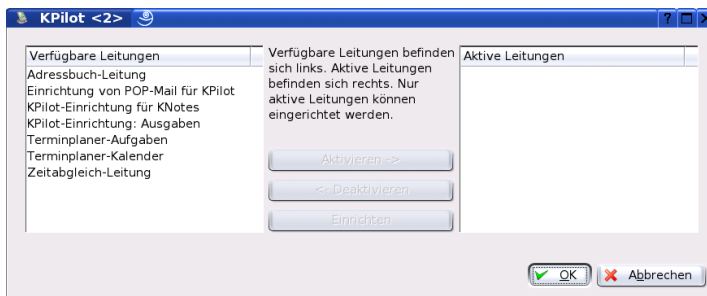 KPilot <2>
Verfügbare Leitungen
Adressbuch-Leitung
Einrichtung von POP-Mail für KPilot
KPilot-Einrichtung für KNotes
KPilot-Einrichtung: Ausgaben
Terminplaner-Aufgaben
Terminplaner-Kalender
Zeitabgleich-Leitung
Verfügbare Leitungen befinden
sich links. Aktive Leitungen
befinden sich rechts. Nur
aktive Leitungen können
eingerichtet werden.
Aktivieren ->
<- Deaktivieren
Einrichten
Aktive Leitungen
OK
Abbrechen